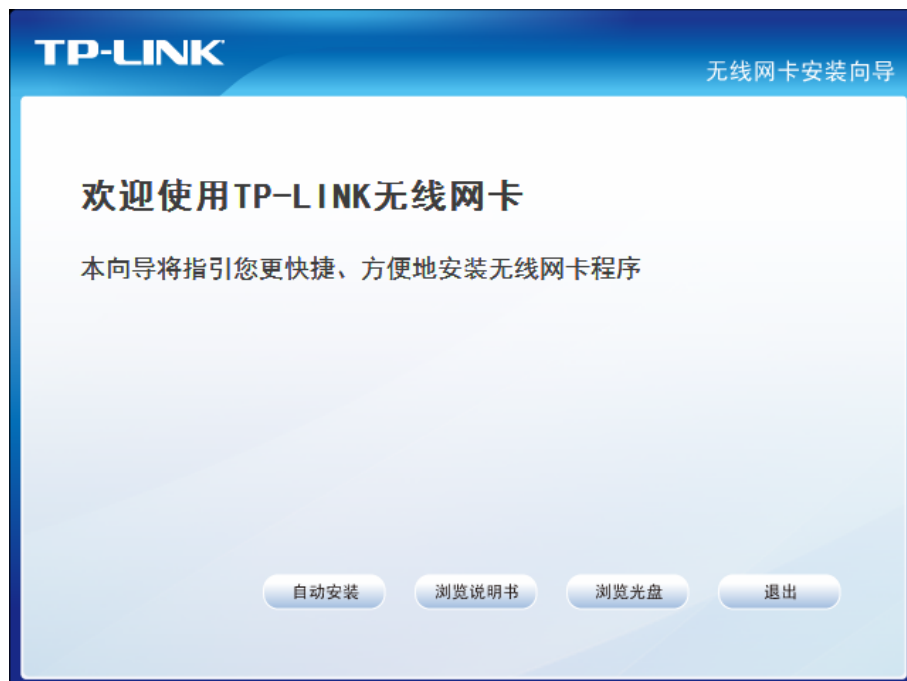 TP-LINK
无线网卡安装向导
欢迎使用TP-LINK无线网卡
本向导将指引您更快捷、方便地安装无线网卡程序
自动安装 浏览说明书 浏览光盘 退出